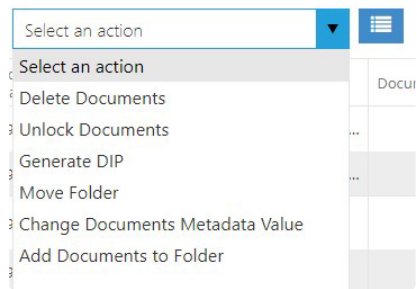 Select an action
Select an action
Docu
Delete Documents
Unlock Documents
...
Generate DIP
...
Move Folder
Change Documents Metadata Value
Add Documents to Folder